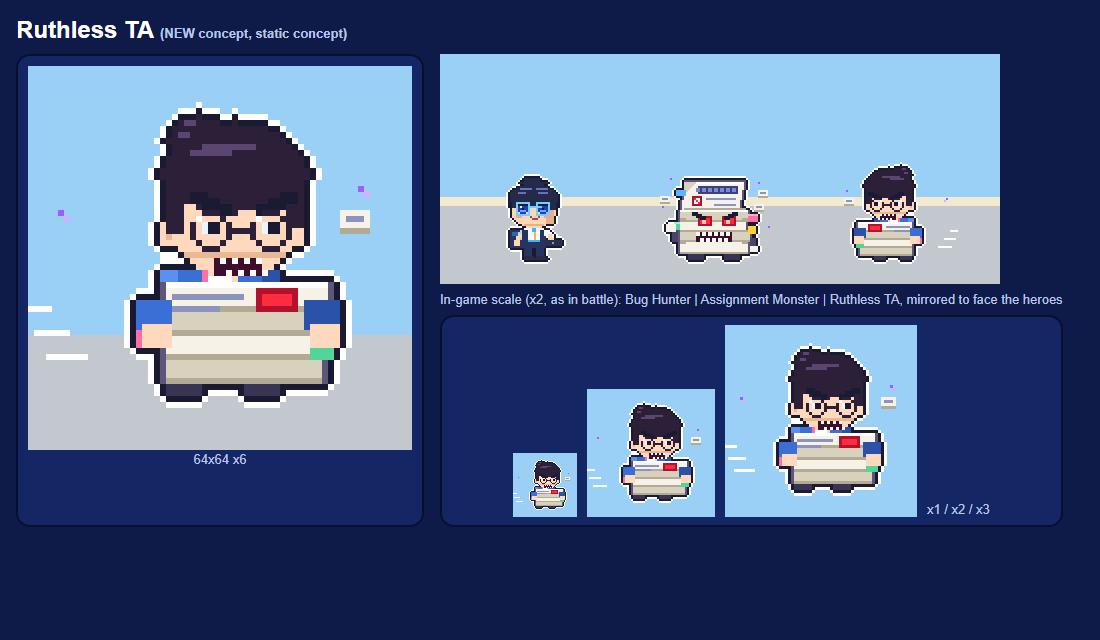 Ruthless TA (NEW concept, static concept)
64x64 x6
In-game scale (x2, as in battle): Bug Hunter | Assignment Monster | Ruthless TA, mirrored to face the heroes
x1 / x2 / x3